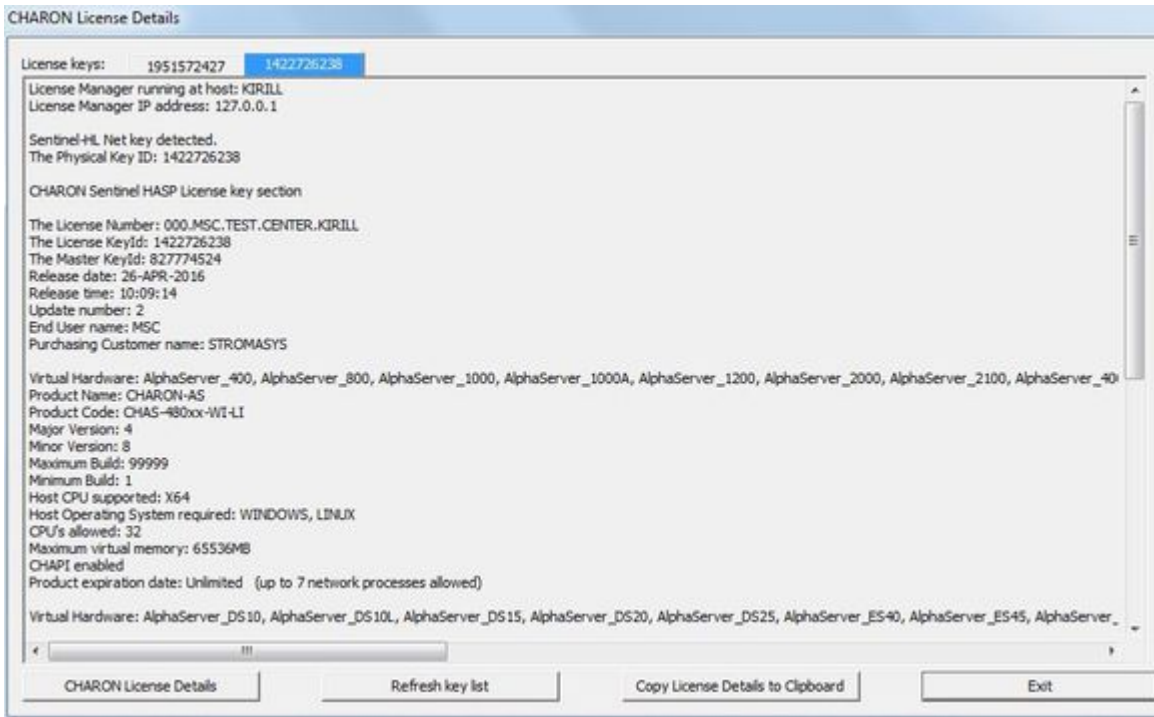 CHARON License Details
License keys: 1951572427 1422726238
License Manager running at host: KIRILL
License Manager IP address: 127.0.0.1
Sentinel-HL Net key detected.
The Physical Key ID: 1422726238
CHARON Sentinel HASP License key section
The License Number: 000.MSC.TEST.CENTER.KIRILL
The License KeyId: 1422726238
The Master KeyId: 827774524
Release date: 26-APR-2016
Release time: 10:09:14
Update number: 2
End User name: MSC
Purchasing Customer name: STROMASYS
Virtual Hardware: AlphaServer_400, AlphaServer_800, AlphaServer_1000, AlphaServer_1000A, AlphaServer_1200, AlphaServer_2000, AlphaServer_2100, AlphaServer_40
Product Name: CHARON-AS
Product Code: CHAS-480xx-WI-LI
Major Version: 4
Minor Version: 8
Maximum Build: 99999
Minimum Build: 1
Host CPU supported: X64
Host Operating System required: WINDOWS, LINUX
CPU's allowed: 32
Maximum virtual memory: 65536MB
CHAPI enabled
Product expiration date: Unlimited (up to 7 network processes allowed)
Virtual Hardware: AlphaServer_DS10, AlphaServer_DS10L, AlphaServer_DS15, AlphaServer_DS20, AlphaServer_DS25, AlphaServer_ES40, AlphaServer_ES45, AlphaServer_
CHARON License Details Refresh key list Copy License Details to Clipboard Exit